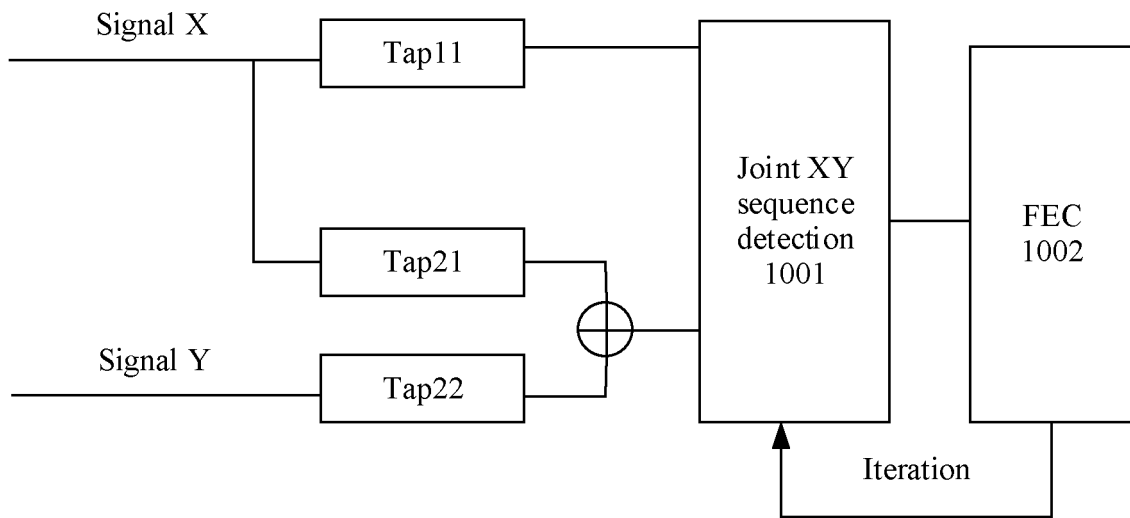 Signal X
Tap11
Joint XY
sequence
detection
1001
FEC
1002
Tap21
Signal Y
Tap22
Iteration